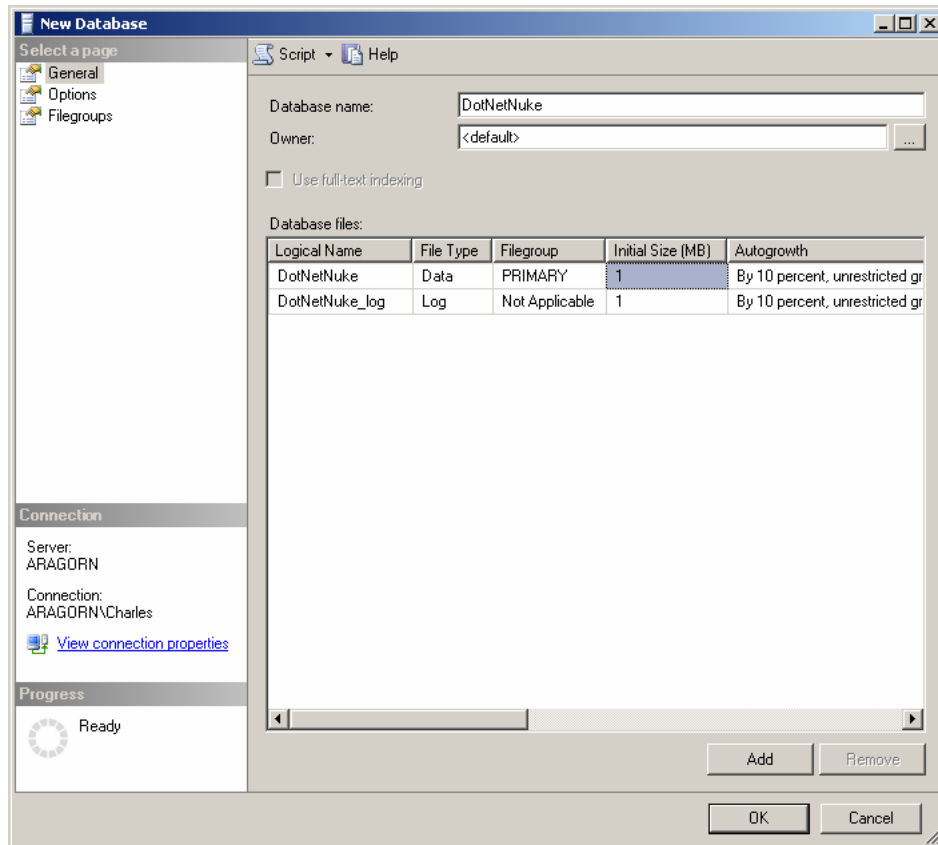 New Database
Select a page
General
Options
Filegroups
Script Help
Database name: DotNetNuke
Owner: <default> ...
Use full-text indexing
Database files:
Logical Name File Type Filegroup Initial Size (MB) Autogrowth
DotNetNuke Data PRIMARY 1 By 10 percent, unrestricted gr
DotNetNuke_log Log Not Applicable 1 By 10 percent, unrestricted gr
Connection
Server:
ARAGORN
Connection:
ARAGORN\Charles
View connection properties
Progress
Ready
Add Remove
OK Cancel